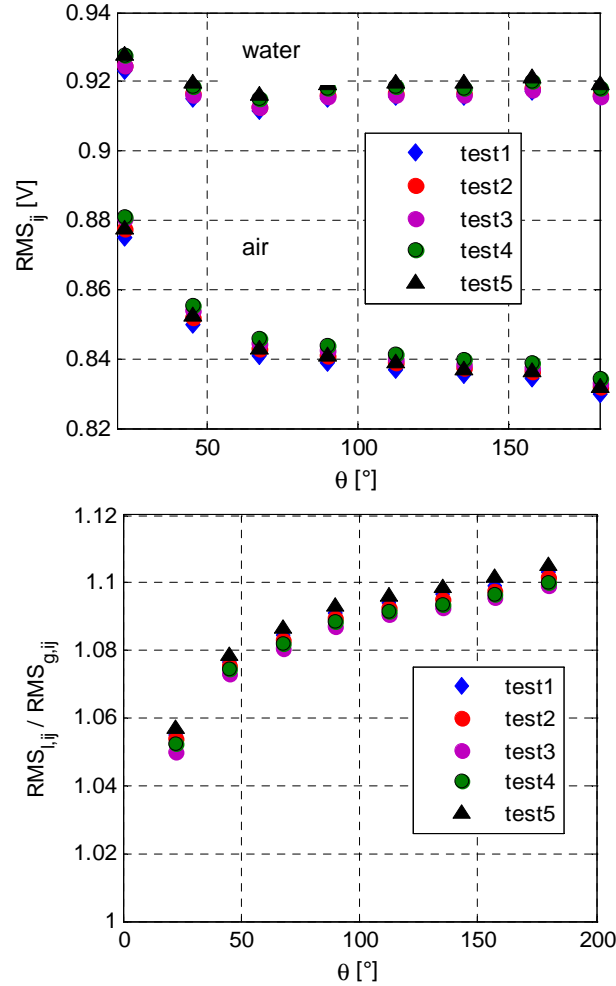 0.94
0.92
0.9
0.88
0.86
0.84
0.82
RMSij [V]
water
air
test1
test2
test3
test4
test5
50
100
150
θ [°]
1.12
1.1
1.08
1.06
1.04
1.02
1
RMSl,ij / RMSg,ij
test1
test2
test3
test4
test5
0
50
100
150
200
θ [°]